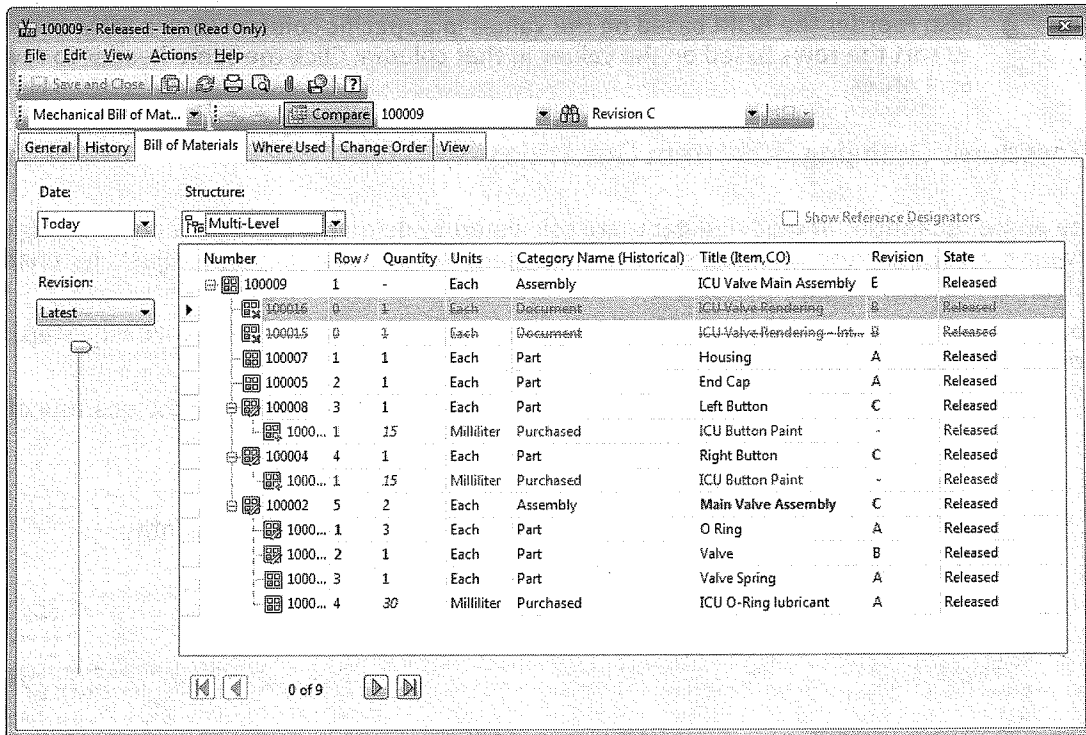 100009 - Released - Item (Read Only)
File Edit View Actions Help
Save and Close
Mechanical Bill of Mat... Compare 100009 Revision C
General History Bill of Materials Where Used Change Order View
Date: Structure:
Today Multi-Level Show Reference Designators
Number Row/ Quantity Units Category Name (Historical) Title (Item,CO) Revision State
Revision: 100009 1 - Each Assembly ICU Valve Main Assembly E Released
Latest 100016 0 1 Each Document ICU Valve Rendering B Released
100015 0 1 Each Document ICU Valve Rendering - Int... B Released
100007 1 1 Each Part Housing A Released
100005 2 1 Each Part End Cap A Released
100008 3 1 Each Part Left Button C Released
1000... 1 15 Milliliter Purchased ICU Button Paint - Released
100004 4 1 Each Part Right Button C Released
1000... 1 15 Milliliter Purchased ICU Button Paint - Released
100002 5 2 Each Assembly Main Valve Assembly C Released
1000... 1 3 Each Part O Ring A Released
1000... 2 1 Each Part Valve B Released
1000... 3 1 Each Part Valve Spring A Released
1000... 4 30 Milliliter Purchased ICU O-Ring lubricant A Released
0 of 9